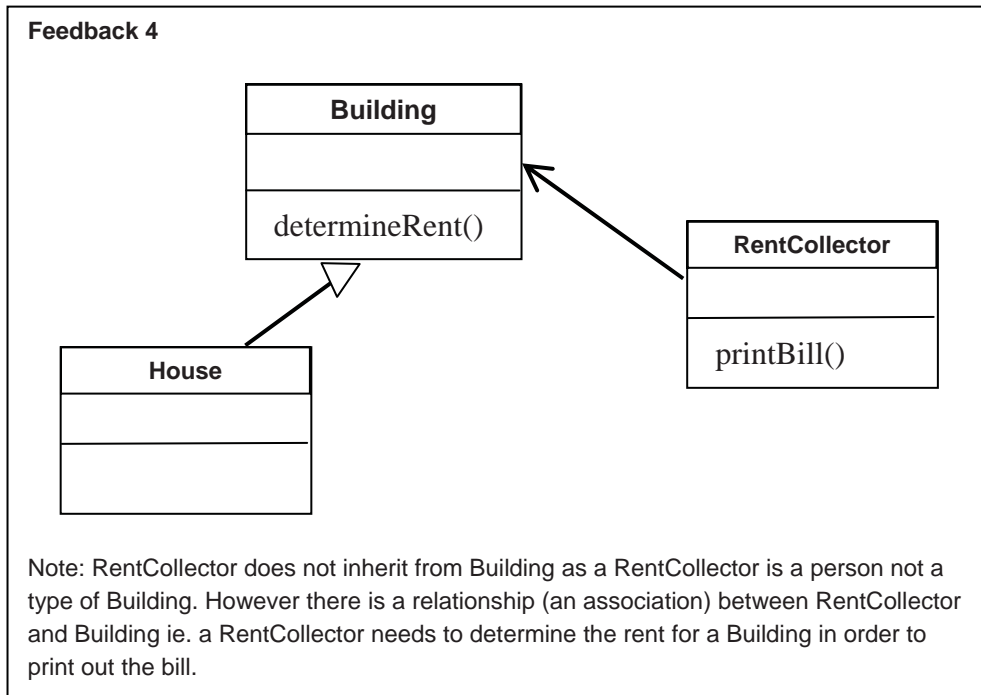 Feedback 4
Building
determineRent()
RentCollector
printBill()
House
Note: RentCollector does not inherit from Building as a RentCollector is a person not a
type of Building. However there is a relationship (an association) between RentCollector
and Building ie. a RentCollector needs to determine the rent for a Building in order to
print out the bill.